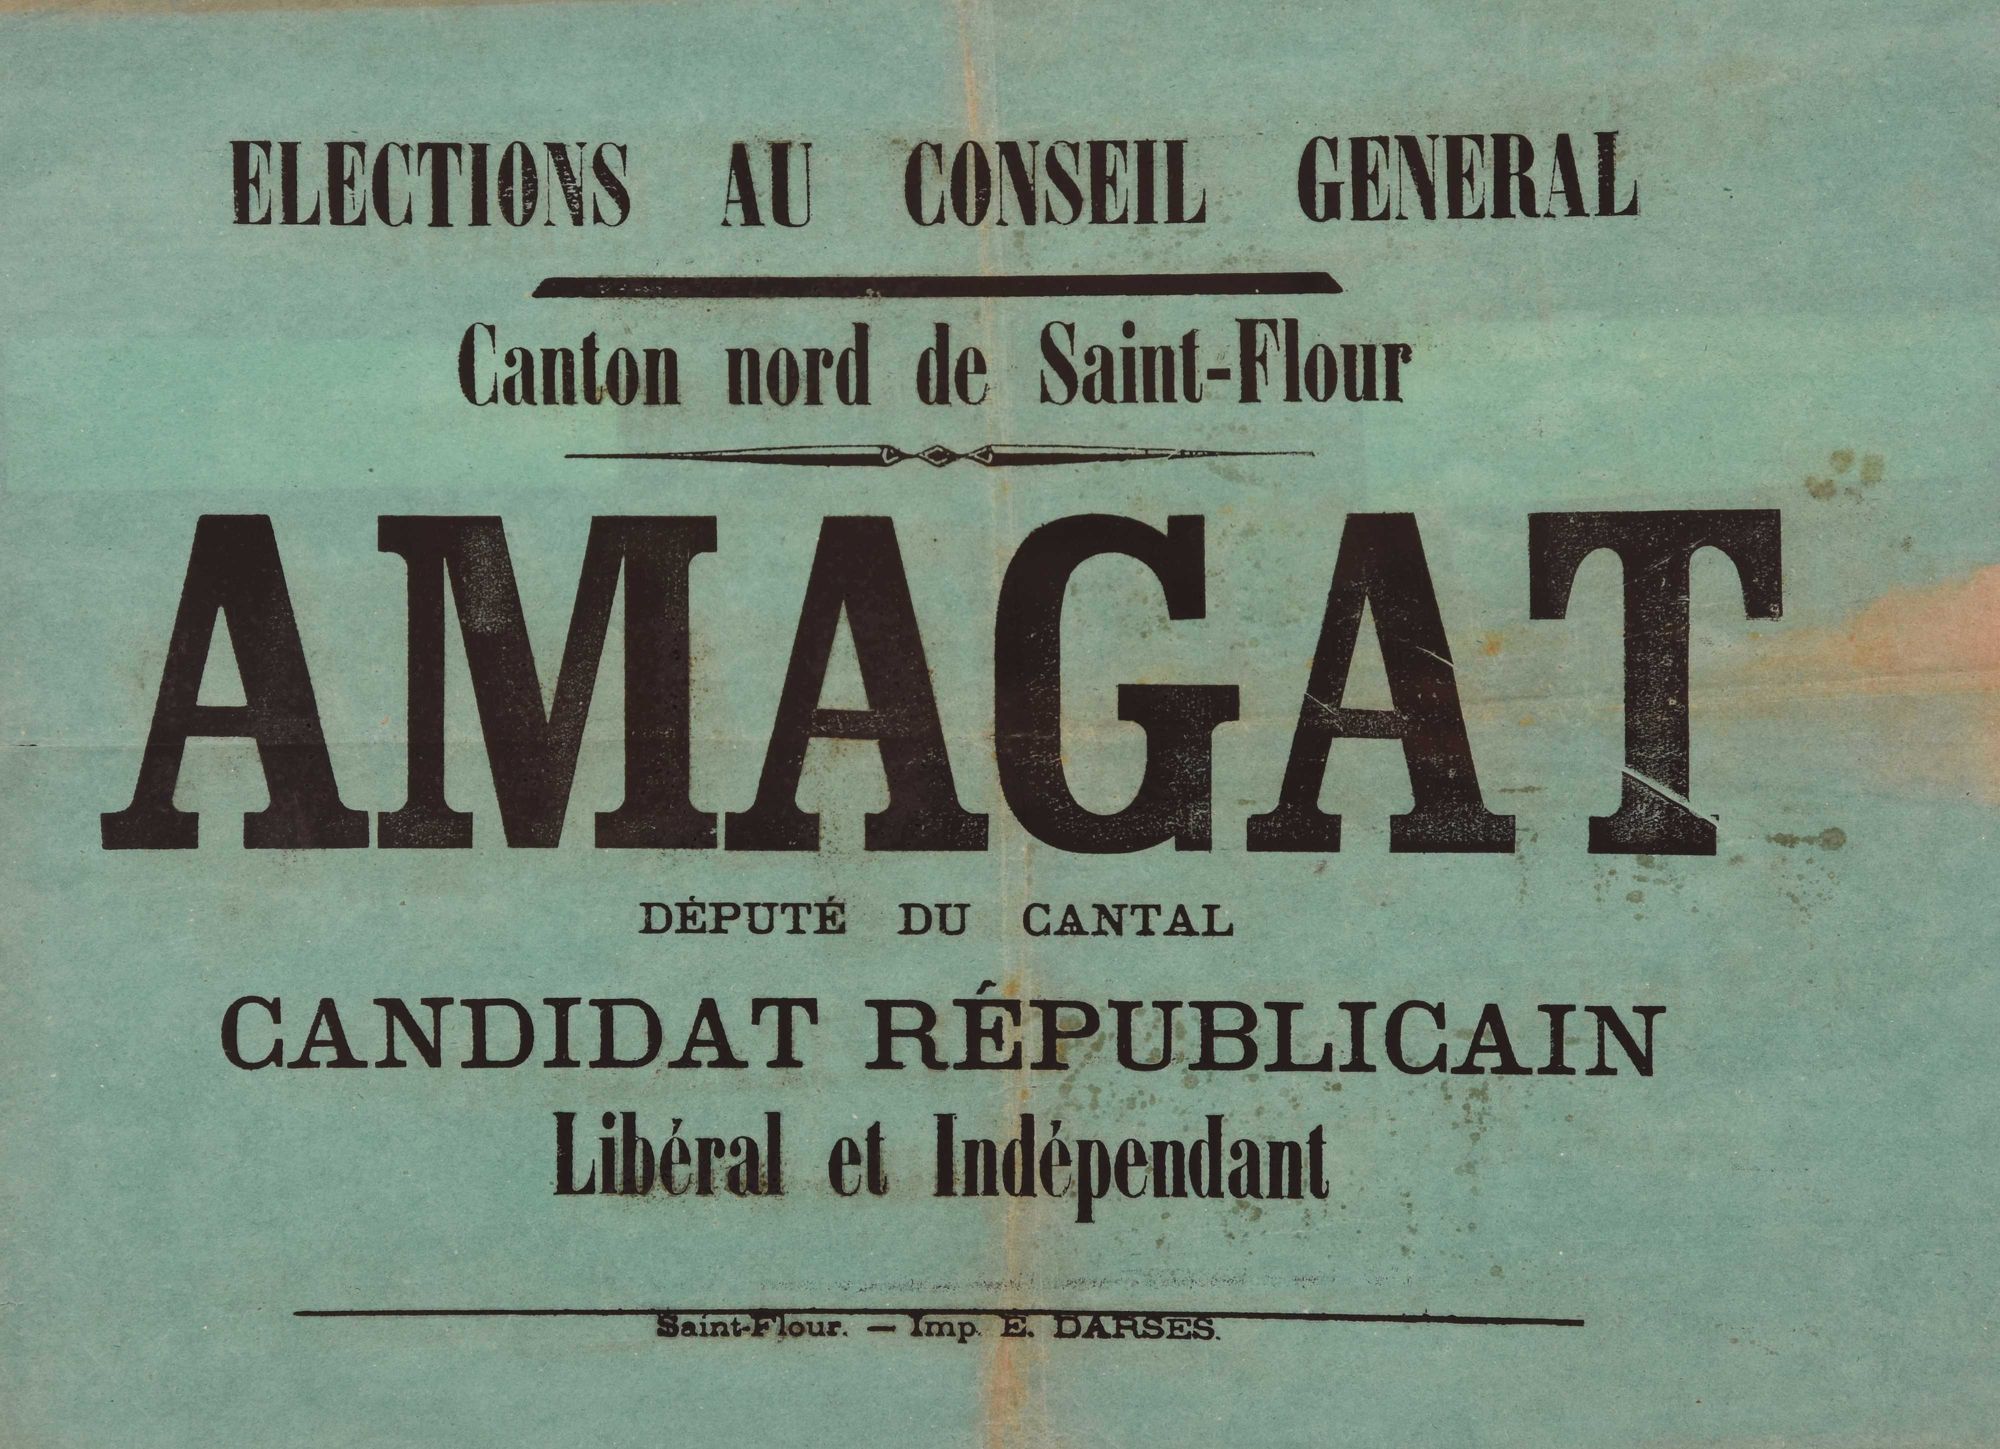 ELECTIONS AU CONSEIL GENERAL
Canton nord de Saint-Flour
AMAGAT
DÉPUTÉ DU CANTAL
CANDIDAT RÉPUBLICAIN
Libéral et Indépendant
Saint-Flour. — Imp. E. DARSES.